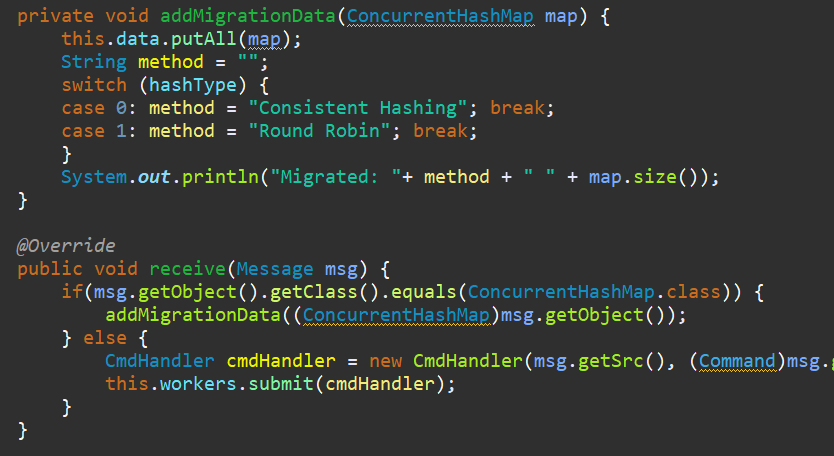 private void addMigrationData(ConcurrentHashMap map) {
    this.data.putAll(map);
    String method = "";
    switch (hashType) {
    case 0: method = "Consistent Hashing"; break;
    case 1: method = "Round Robin"; break;
    }
    System.out.println("Migrated: "+ method + " " + map.size());
}

@Override
public void receive(Message msg) {
    if(msg.getObject().getClass().equals(ConcurrentHashMap.class)) {
        addMigrationData((ConcurrentHashMap)msg.getObject());
    } else {
        CmdHandler cmdHandler = new CmdHandler(msg.getSrc(), (Command)msg.
        this.workers.submit(cmdHandler);
    }
}